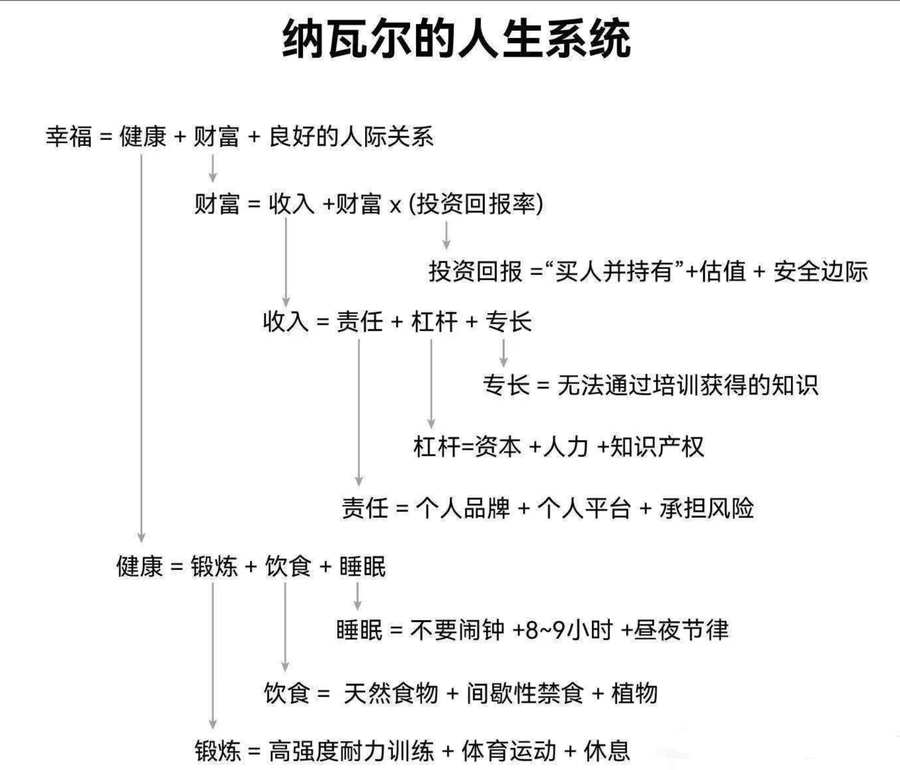 纳瓦尔的人生系统
幸福 = 健康 + 财富 + 良好的人际关系
财富 = 收入 +财富 x (投资回报率)
投资回报 =“买人并持有”+估值 + 安全边际
收入 = 责任 + 杠杆 + 专长
专长 = 无法通过培训获得的知识
杠杆=资本 +人力 +知识产权
责任 = 个人品牌 + 个人平台 + 承担风险
健康 = 锻炼 + 饮食 + 睡眠
睡眠 = 不要闹钟 +8~9小时 +昼夜节律
饮食 = 天然食物 + 间歇性禁食 + 植物
锻炼 = 高强度耐力训练 + 体育运动 + 休息